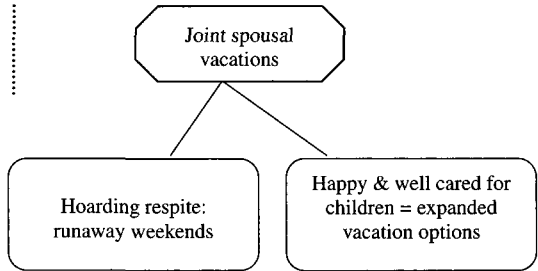 Joint spousal
vacations
Hoarding respite:
runaway weekends
Happy & well cared for
children = expanded
vacation options